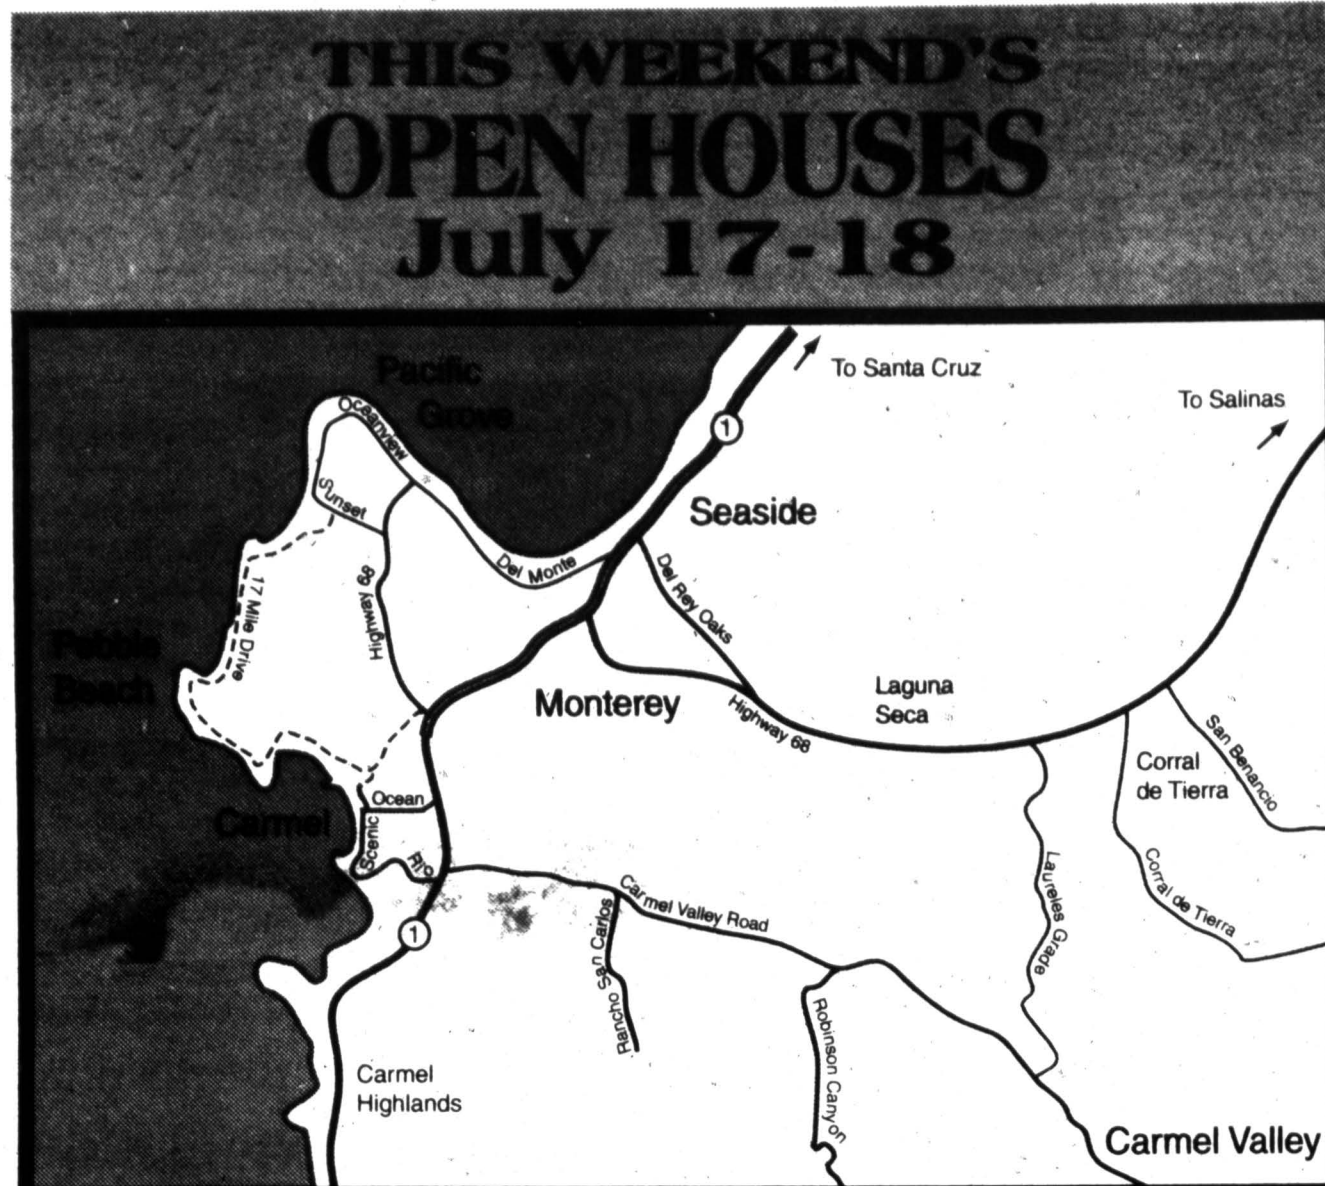 THIS WEEKEND'S
OPEN HOUSES
July 17-18
To Santa Cruz
To Salinas
Pacific
Grove
Oceanview
1
Sunset
Seaside
Del Monte
Del Rey Oaks
Highway 68
17 Mile Drive
Pebble
Beach
Monterey
Highway 68
Laguna
Seca
San Benancio
Corral
de Tierra
Ocean
Carmel
Scenic
Rio
Laureles Grade
Corral de Tierra
Carmel Valley Road
1
Rancho San Carlos
Robinson Canyon
Carmel
Highlands
Carmel Valley